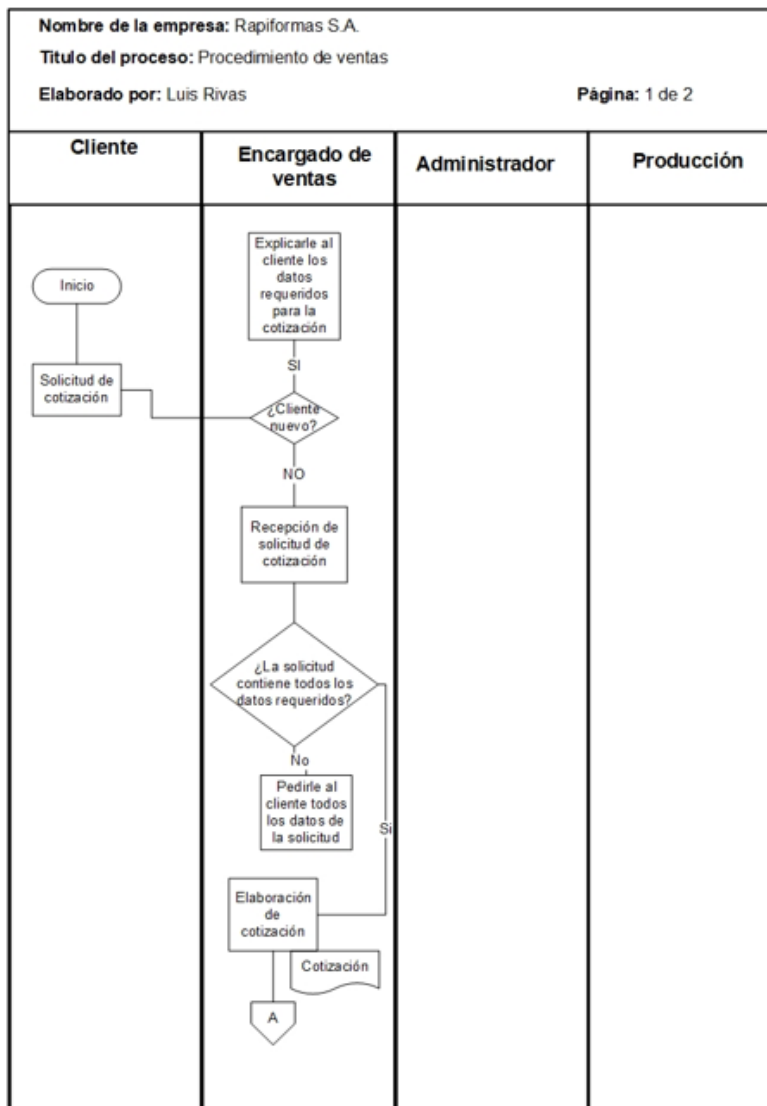 Nombre de la empresa: Rapiformas S.A.
Titulo del proceso: Procedimiento de ventas
Elaborado por: Luis Rivas
Página: 1 de 2
Cliente
Encargado de
ventas
Administrador
Producción
Explicarle al
cliente los
datos
requeridos
para la
cotización
Inicio
SI
Solicitud de
cotización
¿Cliente
nuevo?
NO
Recepción de
solicitud de
cotización
¿La solicitud
contiene todos los
datos requeridos?
No
Pedirle al
cliente todos
los datos de
la solicitud
Si
Elaboración
de
cotización
Cotización
A